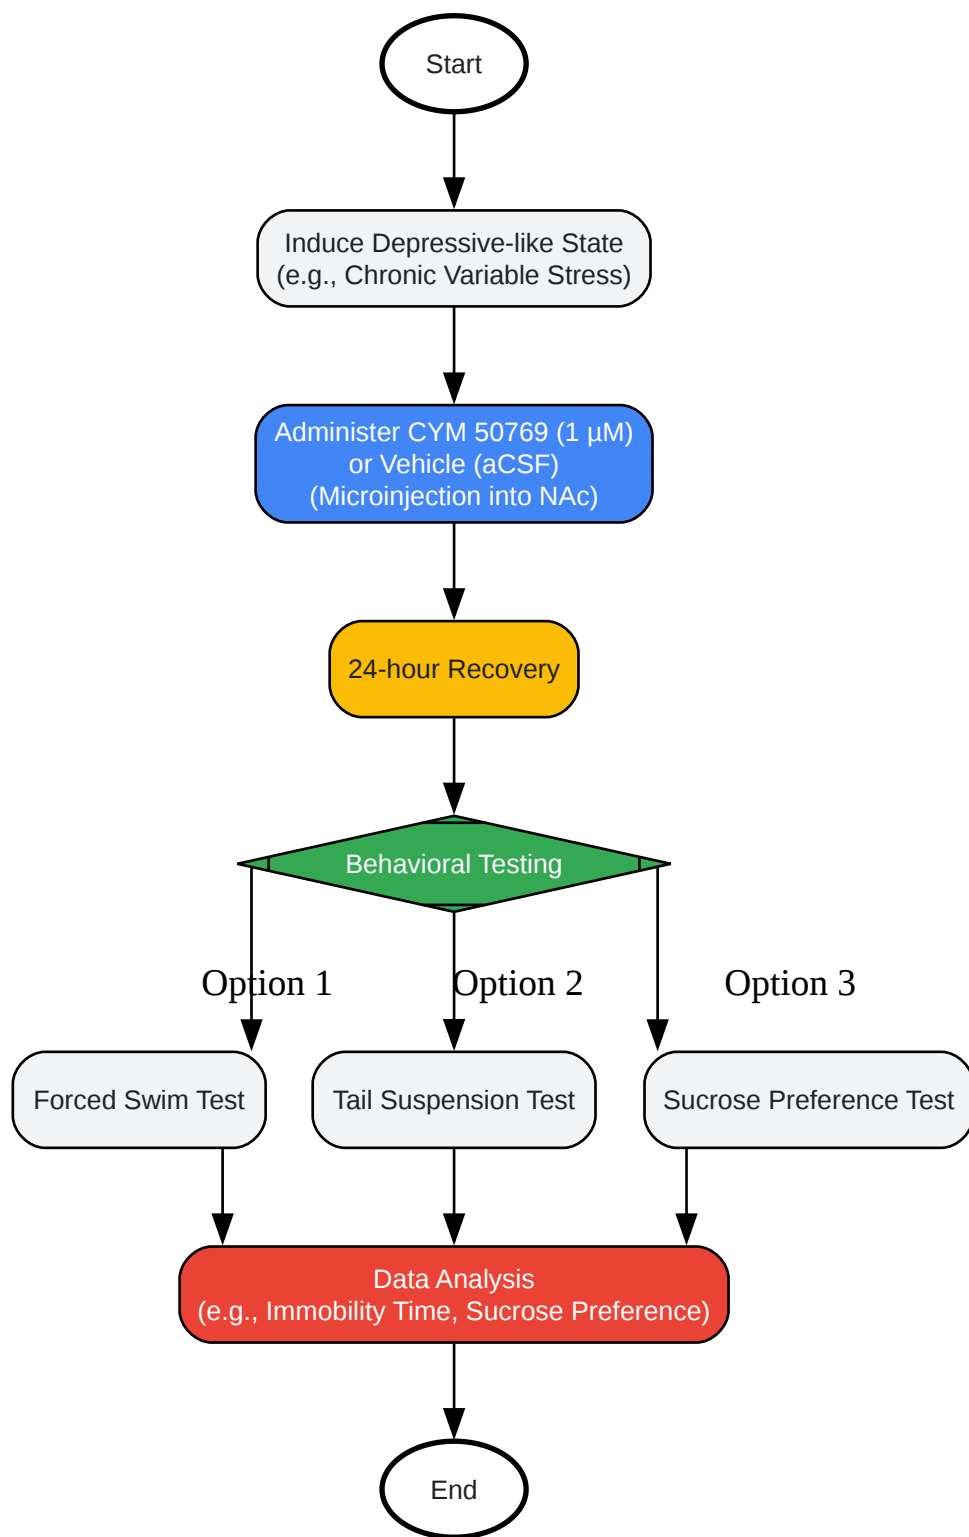 Start
Induce Depressive-like State
(e.g., Chronic Variable Stress)
Administer CYM 50769 (1 µM)
or Vehicle (aCSF)
(Microinjection into NAc)
24-hour Recovery
Behavioral Testing
Option 1
Option 2
Option 3
Forced Swim Test
Tail Suspension Test
Sucrose Preference Test
Data Analysis
(e.g., Immobility Time, Sucrose Preference)
End